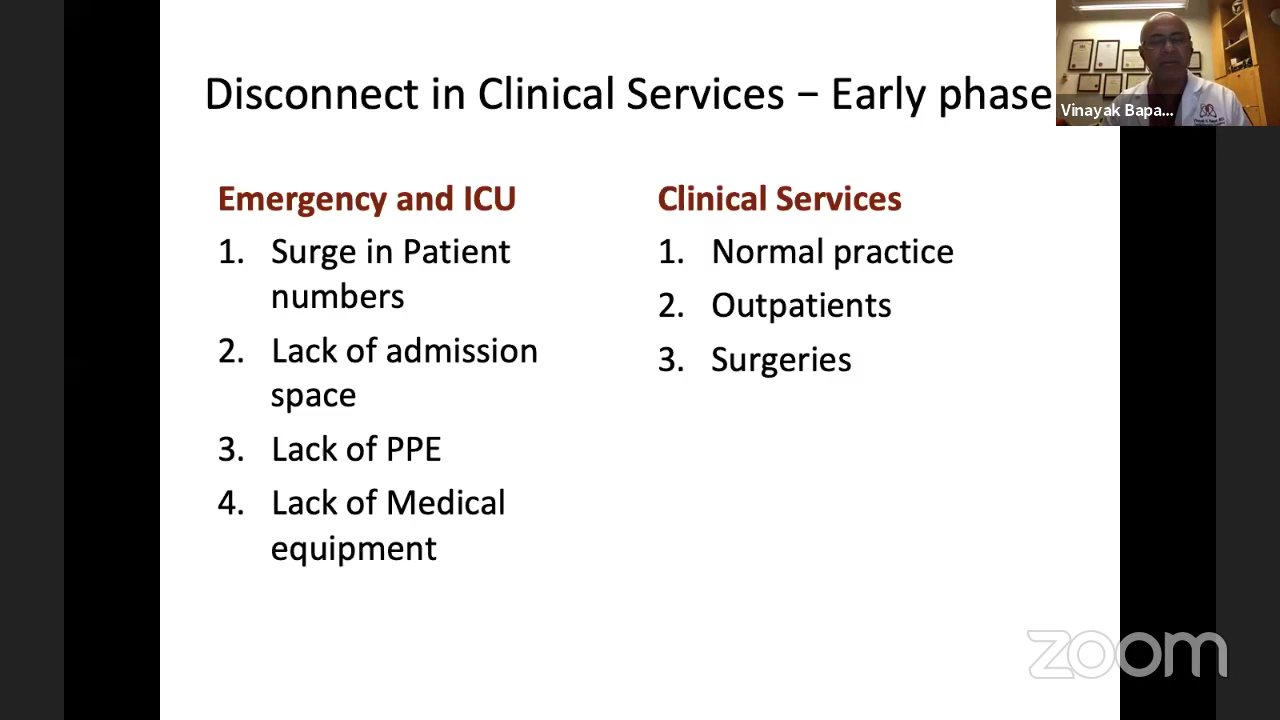 Disconnect in Clinical Services – Early phase
Vinayak Bapa...
Emergency and ICU
1. Surge in Patient
numbers
2. Lack of admission
space
3. Lack of PPE
4. Lack of Medical
equipment
Clinical Services
1. Normal practice
2. Outpatients
3. Surgeries
zoom